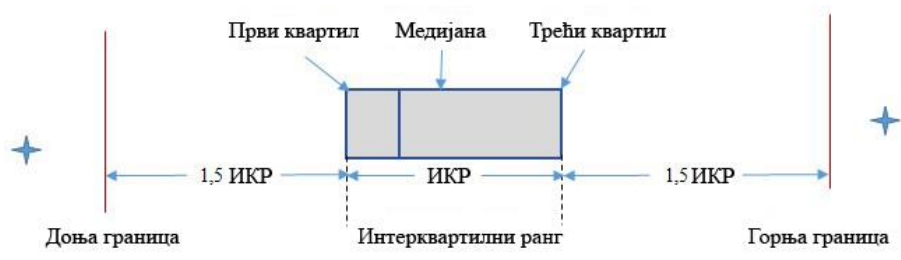 Први квартил Медијана Трећи квартил
1,5 ИКР ИКР 1,5 ИКР
Доња граница Интерквартилни ранг Горња граница